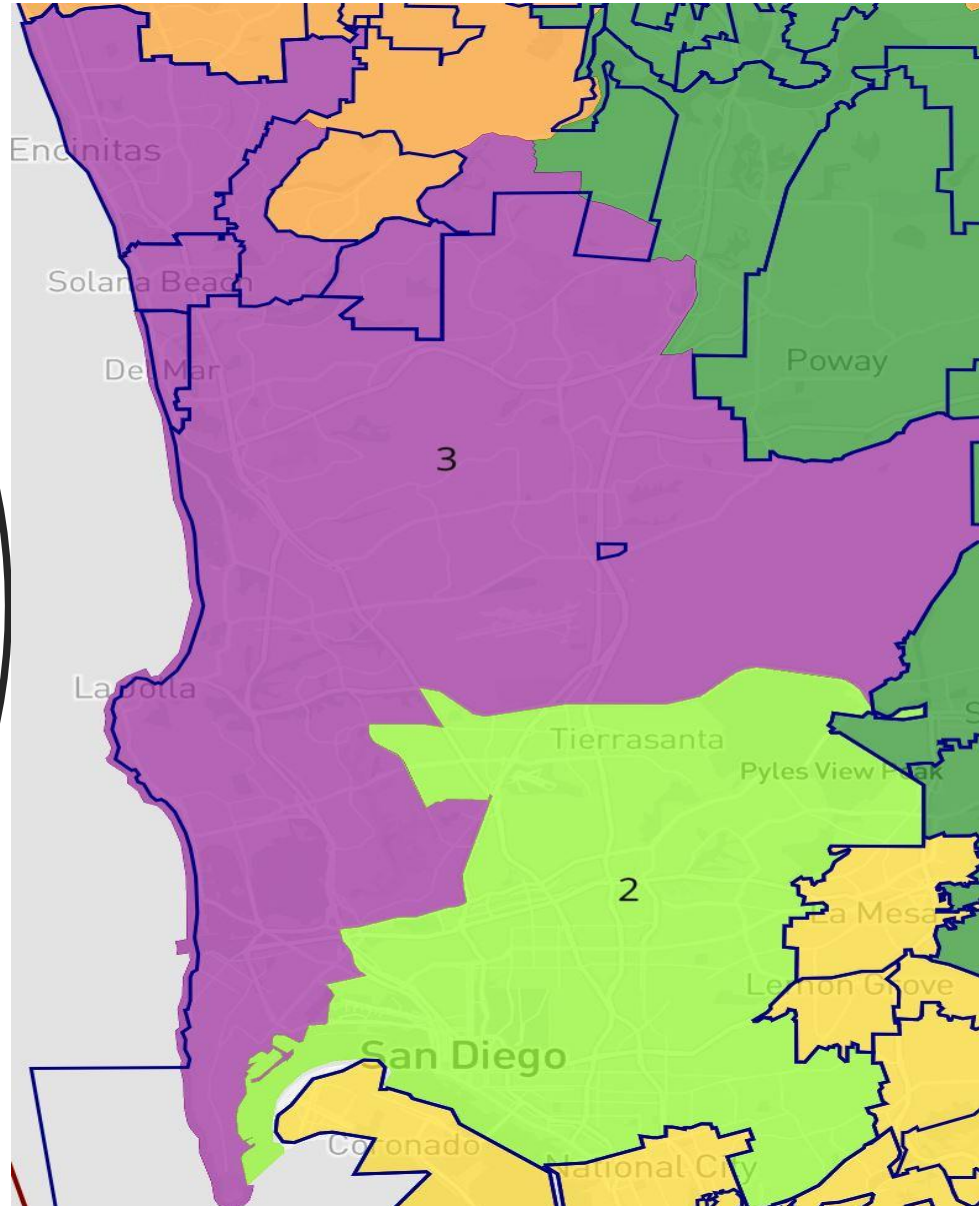 Encinitas
Solana Beach
Del Mar
Poway
3
La Jolla
Tierrasanta
Pyles View Peak
2
La Mesa
Lemon Grove
San Diego
Coronado
National City